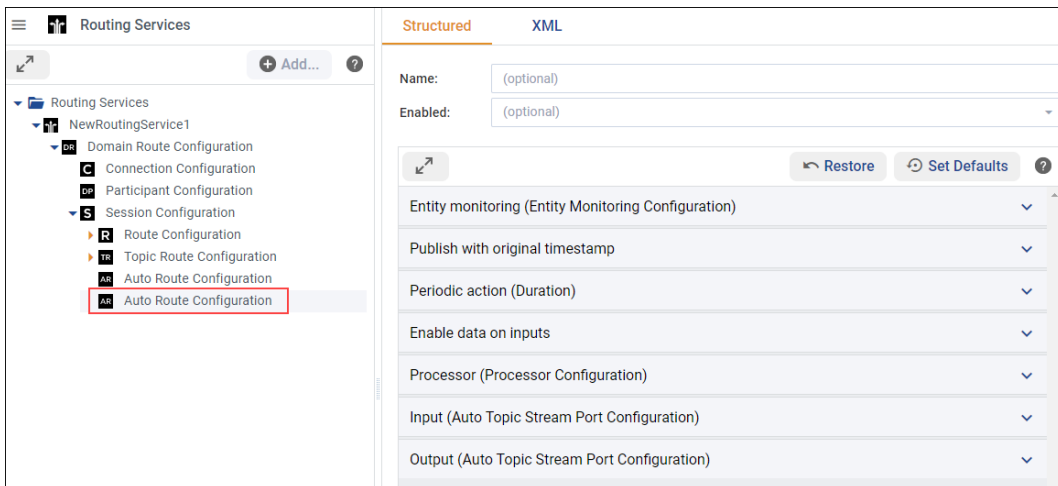 Routing Services
Structured XML
Add... ?
Name: (optional)
Enabled: (optional)
Routing Services
NewRoutingService1
DR Domain Route Configuration
C Connection Configuration
DP Participant Configuration
S Session Configuration
R Route Configuration
TR Topic Route Configuration
AR Auto Route Configuration
AR Auto Route Configuration
Restore Set Defaults ?
Entity monitoring (Entity Monitoring Configuration)
Publish with original timestamp
Periodic action (Duration)
Enable data on inputs
Processor (Processor Configuration)
Input (Auto Topic Stream Port Configuration)
Output (Auto Topic Stream Port Configuration)